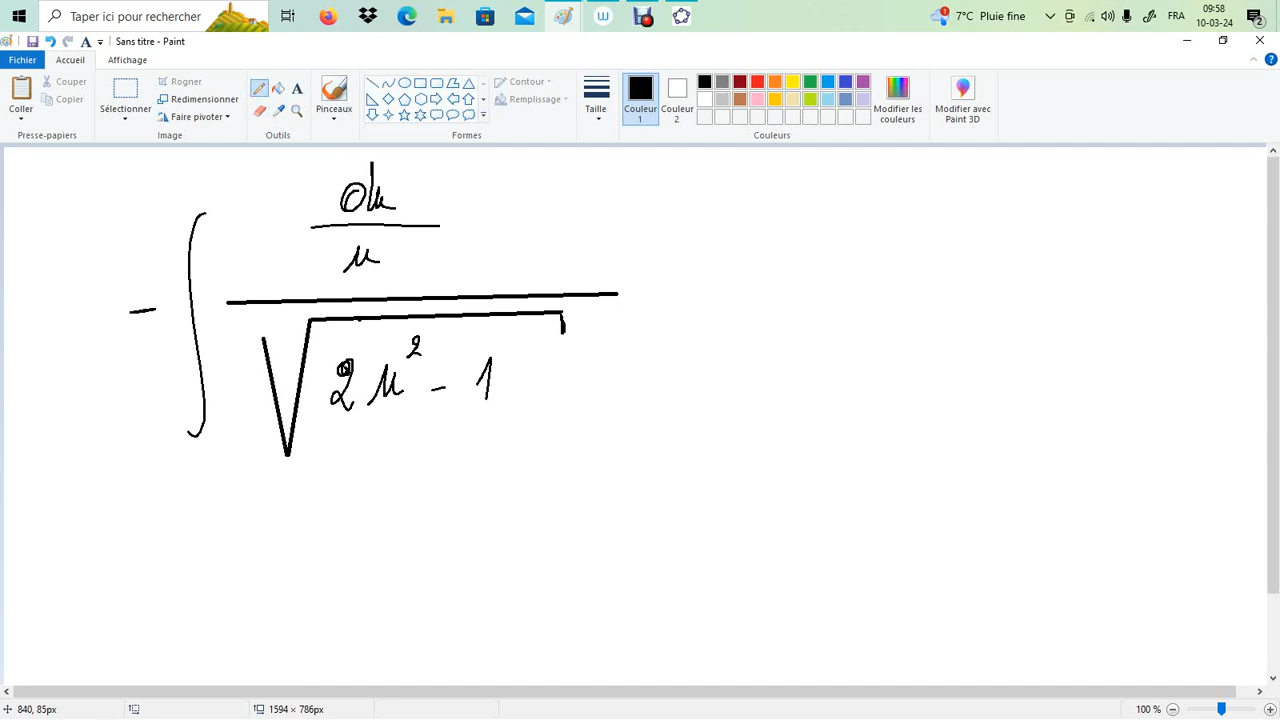 Taper ici pour rechercher
7°C Pluie fine
FRA
09:58
10-03-24
2
Sans titre - Paint
Fichier
Accueil
Affichage
Coller
Couper
Copier
Presse-papiers
Sélectionner
Rogner
Redimensionner
Faire pivoter
Image
A
Outils
Pinceaux
Formes
Contour
Remplissage
Taille
Couleur 1
Couleur 2
Modifier les couleurs
Couleurs
Modifier avec Paint 3D
- ∫ (du/u) / √(2u² - 1)
840, 85px
1594 × 786px
100 %